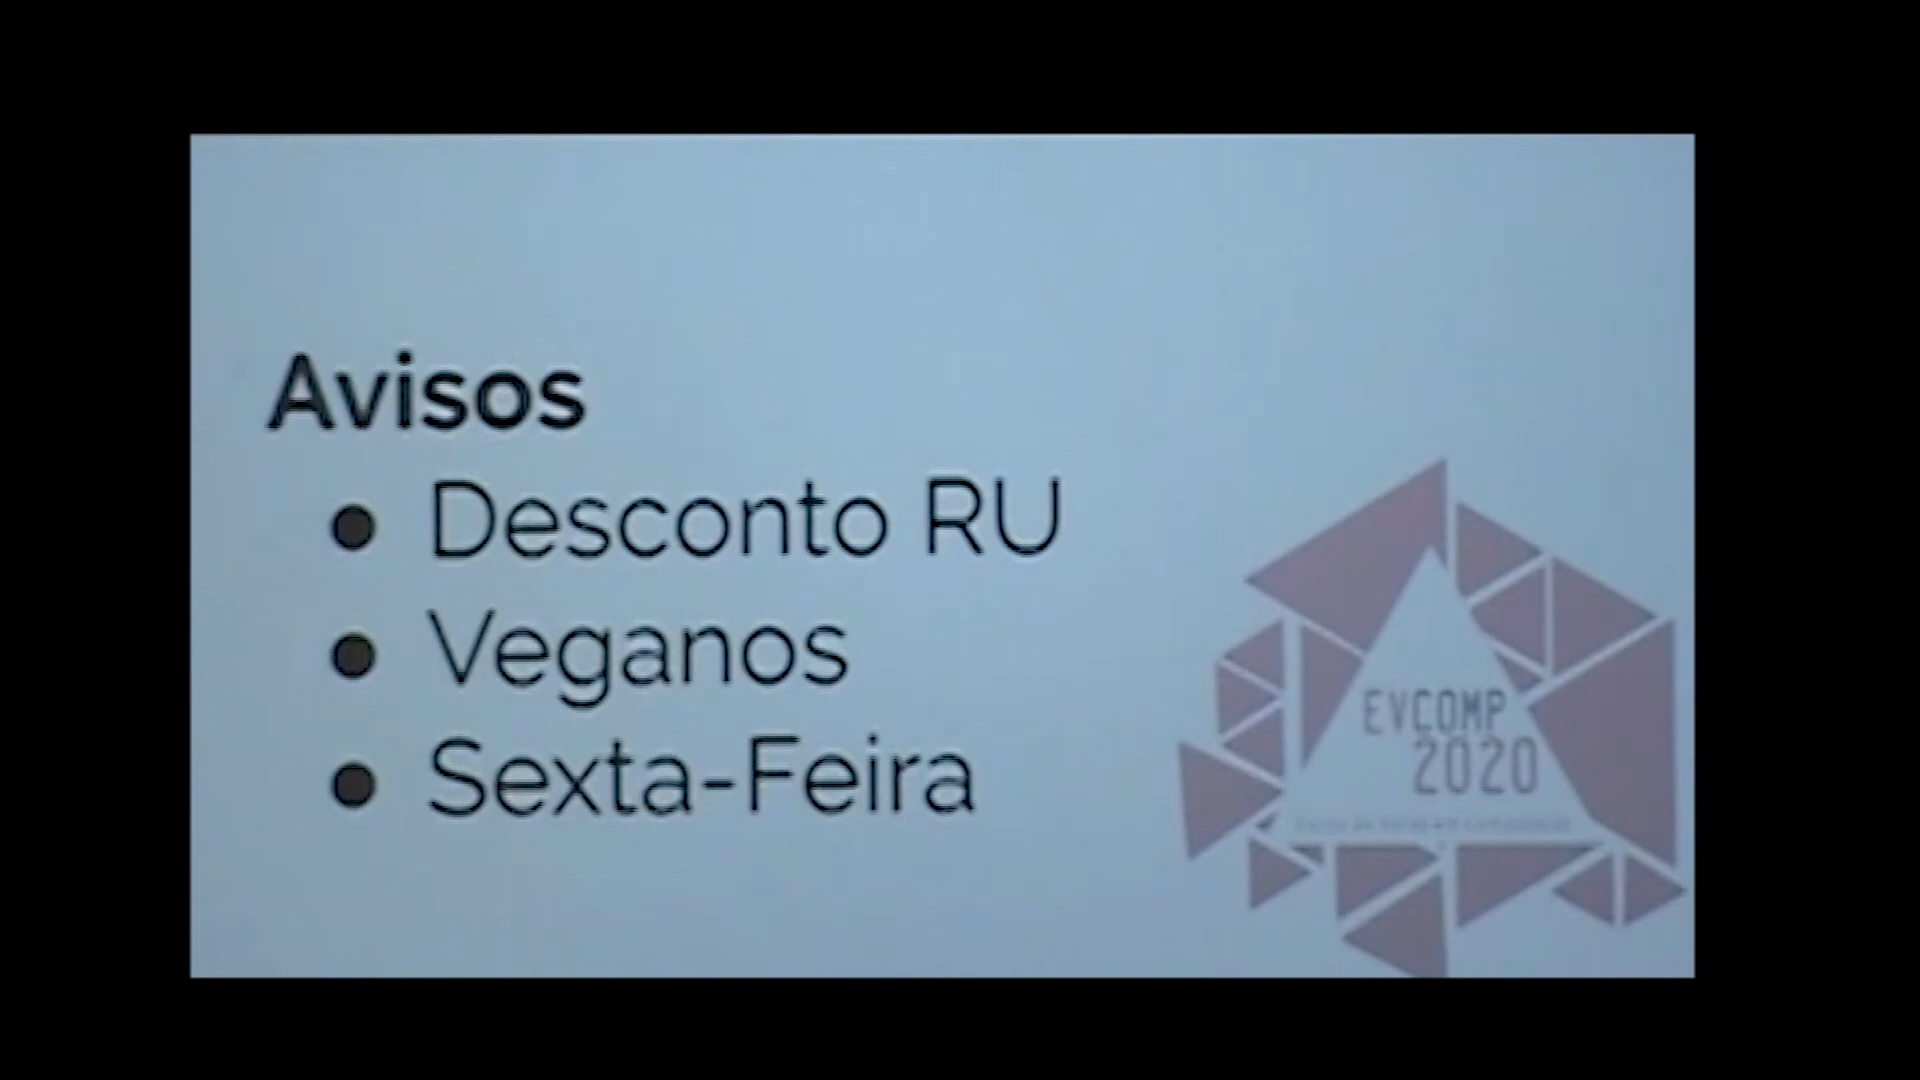 Avisos
● Desconto RU
● Veganos
● Sexta-Feira
EVCOMP
2020